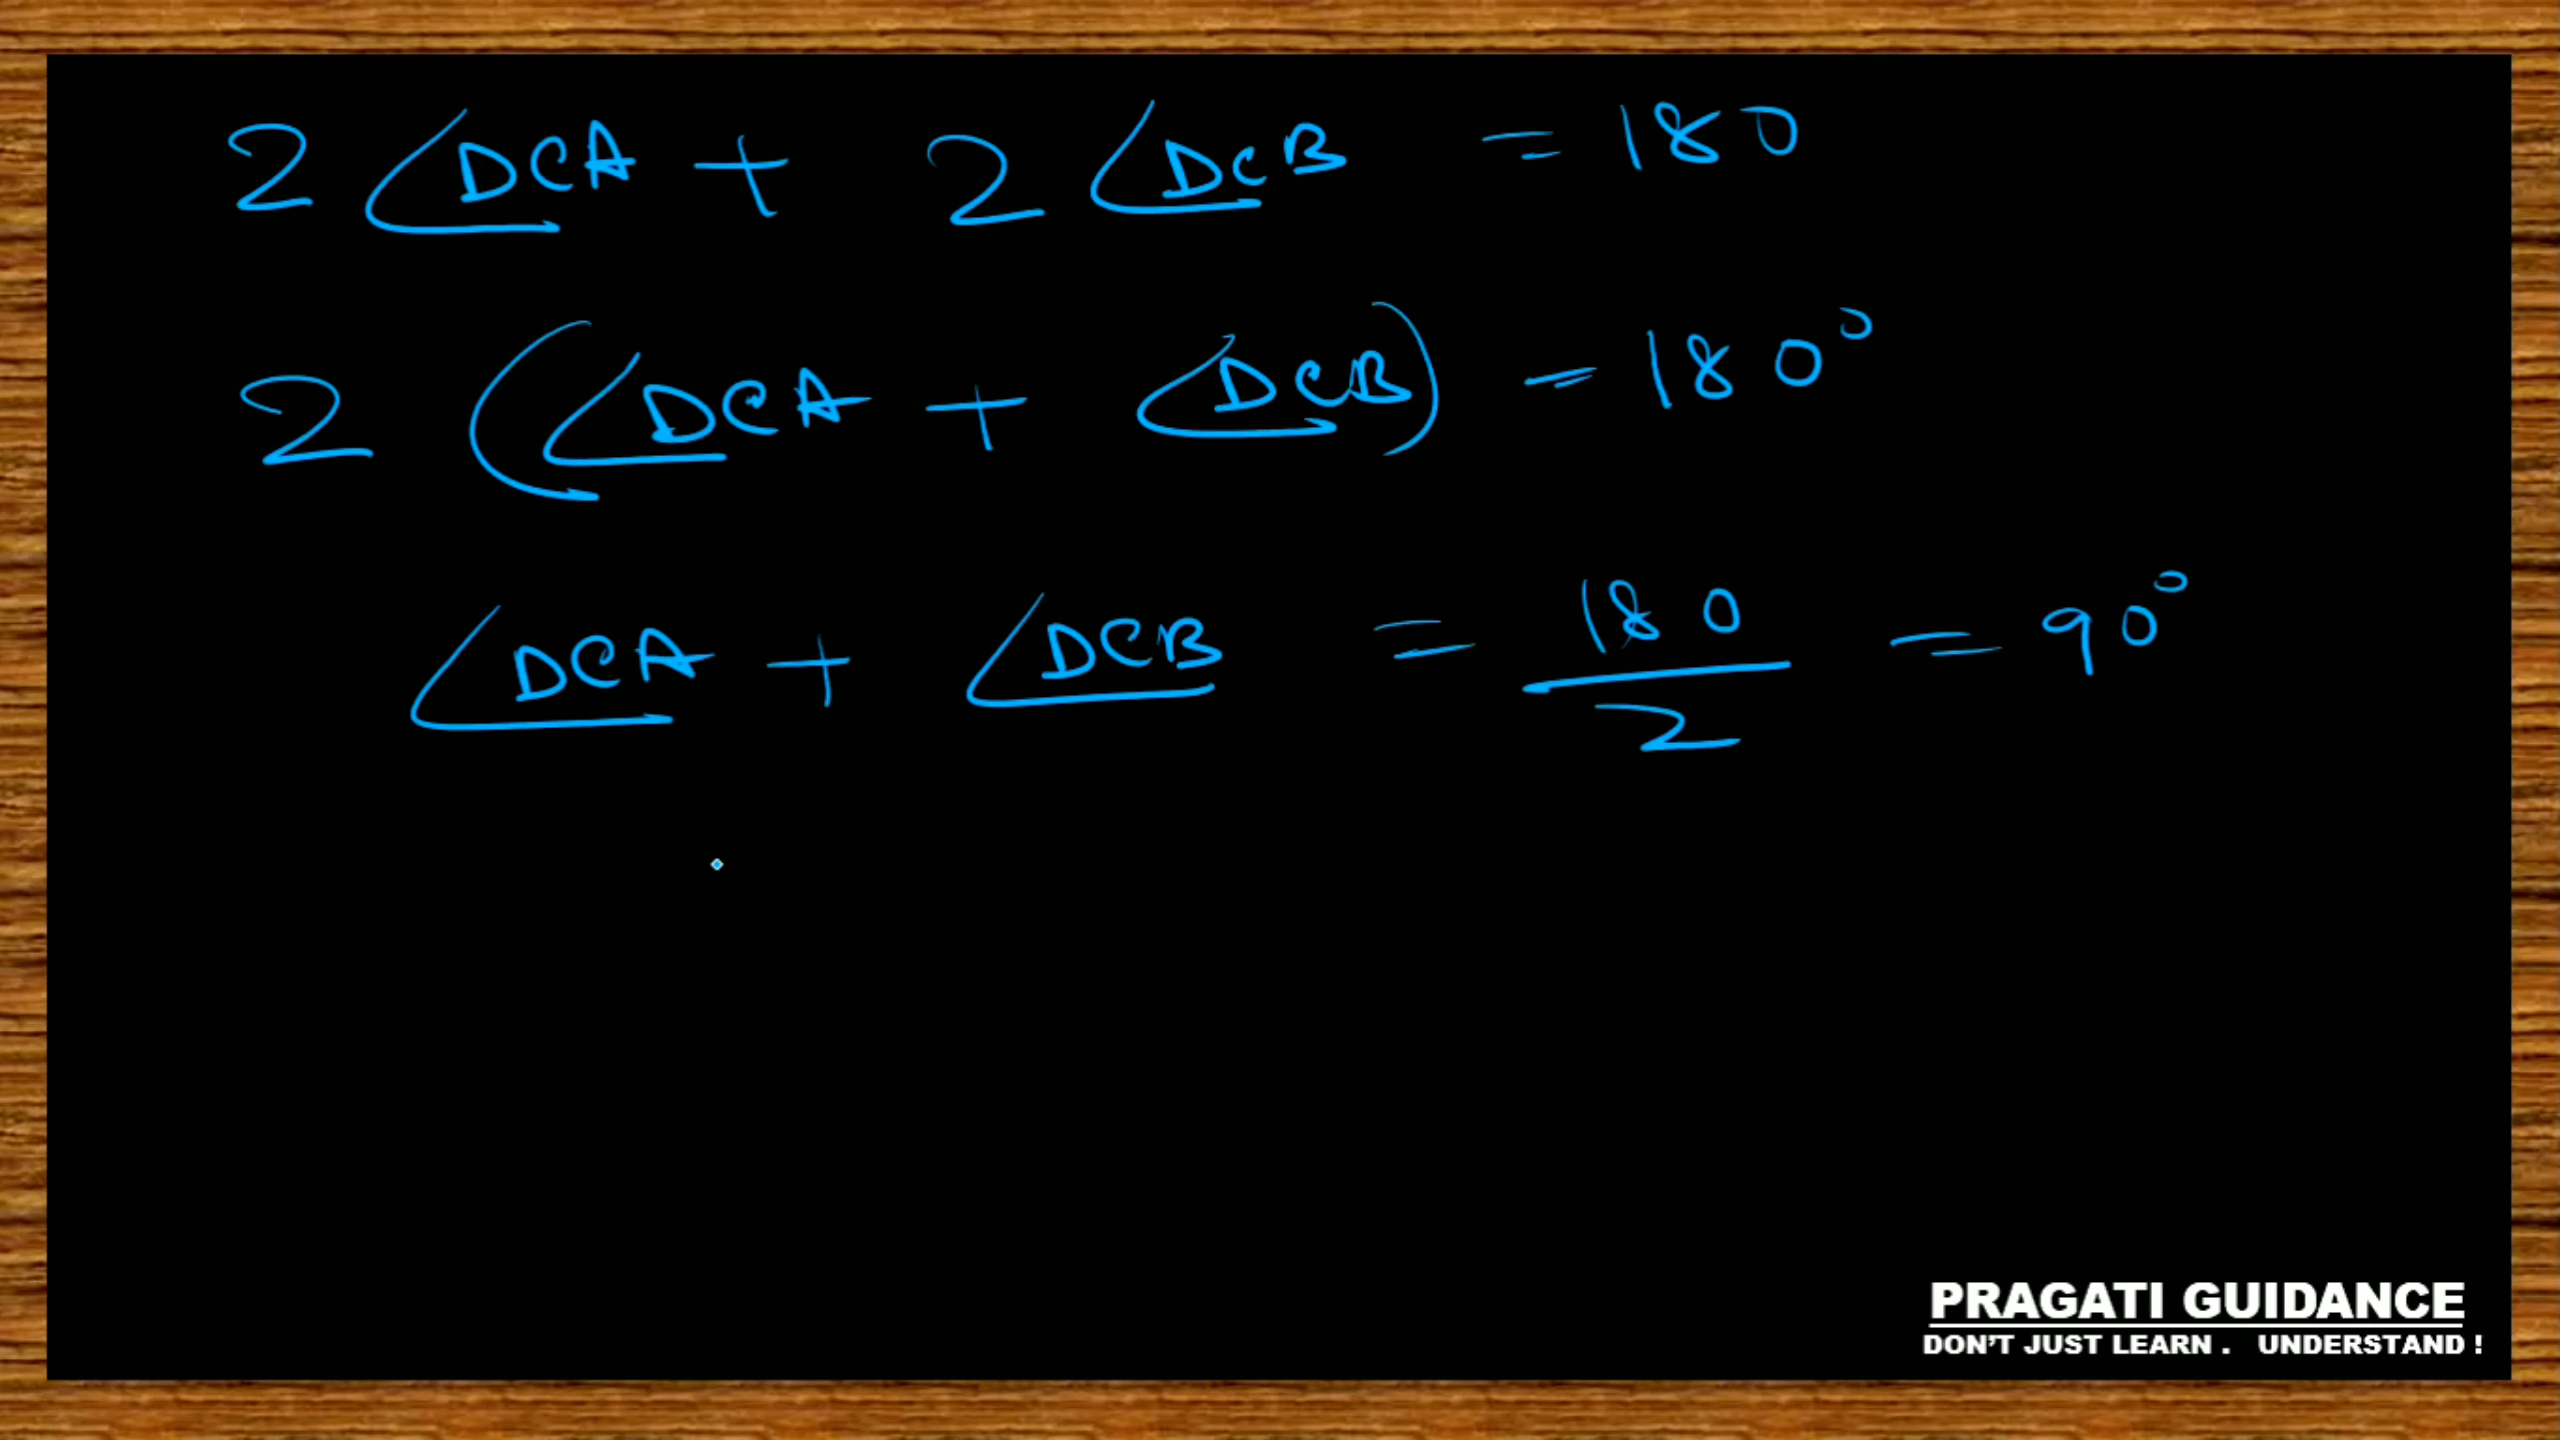 2 ∠DCA + 2 ∠DCB = 180
2 (∠DCA + ∠DCB) = 180°
∠DCA + ∠DCB = 180/2 = 90°
PRAGATI GUIDANCE
DON'T JUST LEARN . UNDERSTAND !